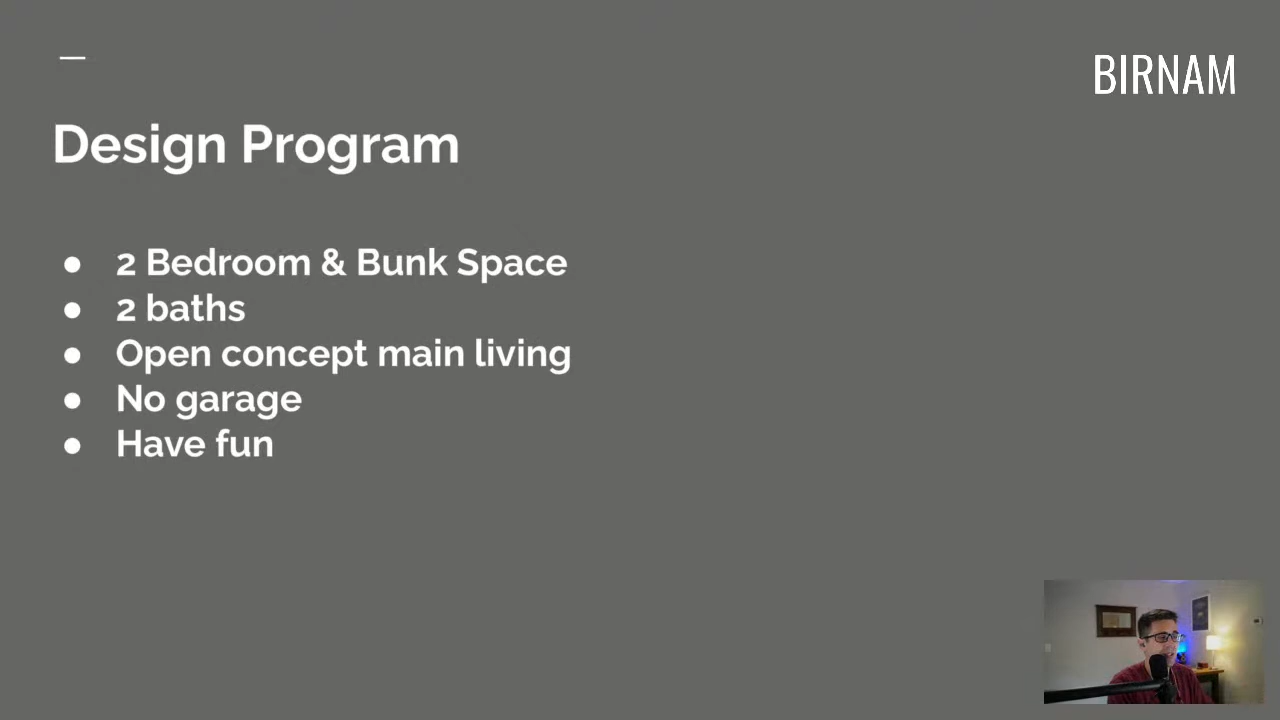 BIRNAM
Design Program
● 2 Bedroom & Bunk Space
● 2 baths
● Open concept main living
● No garage
● Have fun